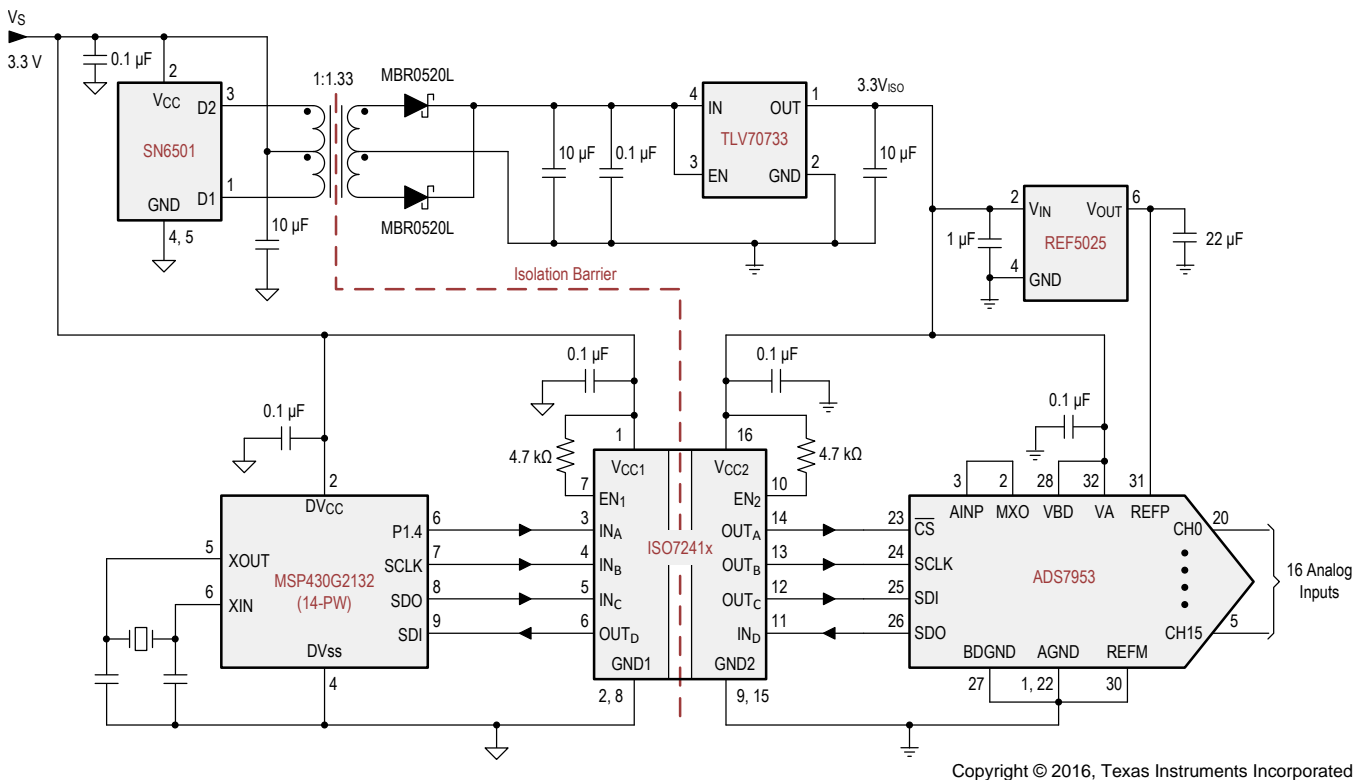 VS
3.3 V
0.1 µF
2
VCC
D2
3
SN6501
D1
1
GND
4, 5
10 µF
1:1.33
MBR0520L
MBR0520L
10 µF
0.1 µF
4
IN
OUT
1
TLV70733
3
EN
GND
2
3.3VISO
10 µF
2
VIN
VOUT
6
REF5025
1 µF
4
GND
22 µF
Isolation Barrier
0.1 µF
0.1 µF
0.1 µF
0.1 µF
4.7 kΩ
4.7 kΩ
2
DVCC
5
XOUT
6
XIN
MSP430G2132
(14-PW)
P1.4
6
SCLK
7
SDO
8
SDI
9
DVss
4
1
VCC1
7
EN1
3
INA
4
INB
5
INC
6
OUTD
GND1
2, 8
ISO7241x
16
VCC2
10
EN2
14
OUTA
13
OUTB
12
OUTC
11
IND
GND2
9, 15
3
2
28
32
31
AINP
MXO
VBD
VA
REFP
23
CS
24
SCLK
25
SDI
26
SDO
ADS7953
CH0
20
CH15
5
16 Analog
Inputs
BDGND
AGND
REFM
27
1, 22
30
Copyright © 2016, Texas Instruments Incorporated